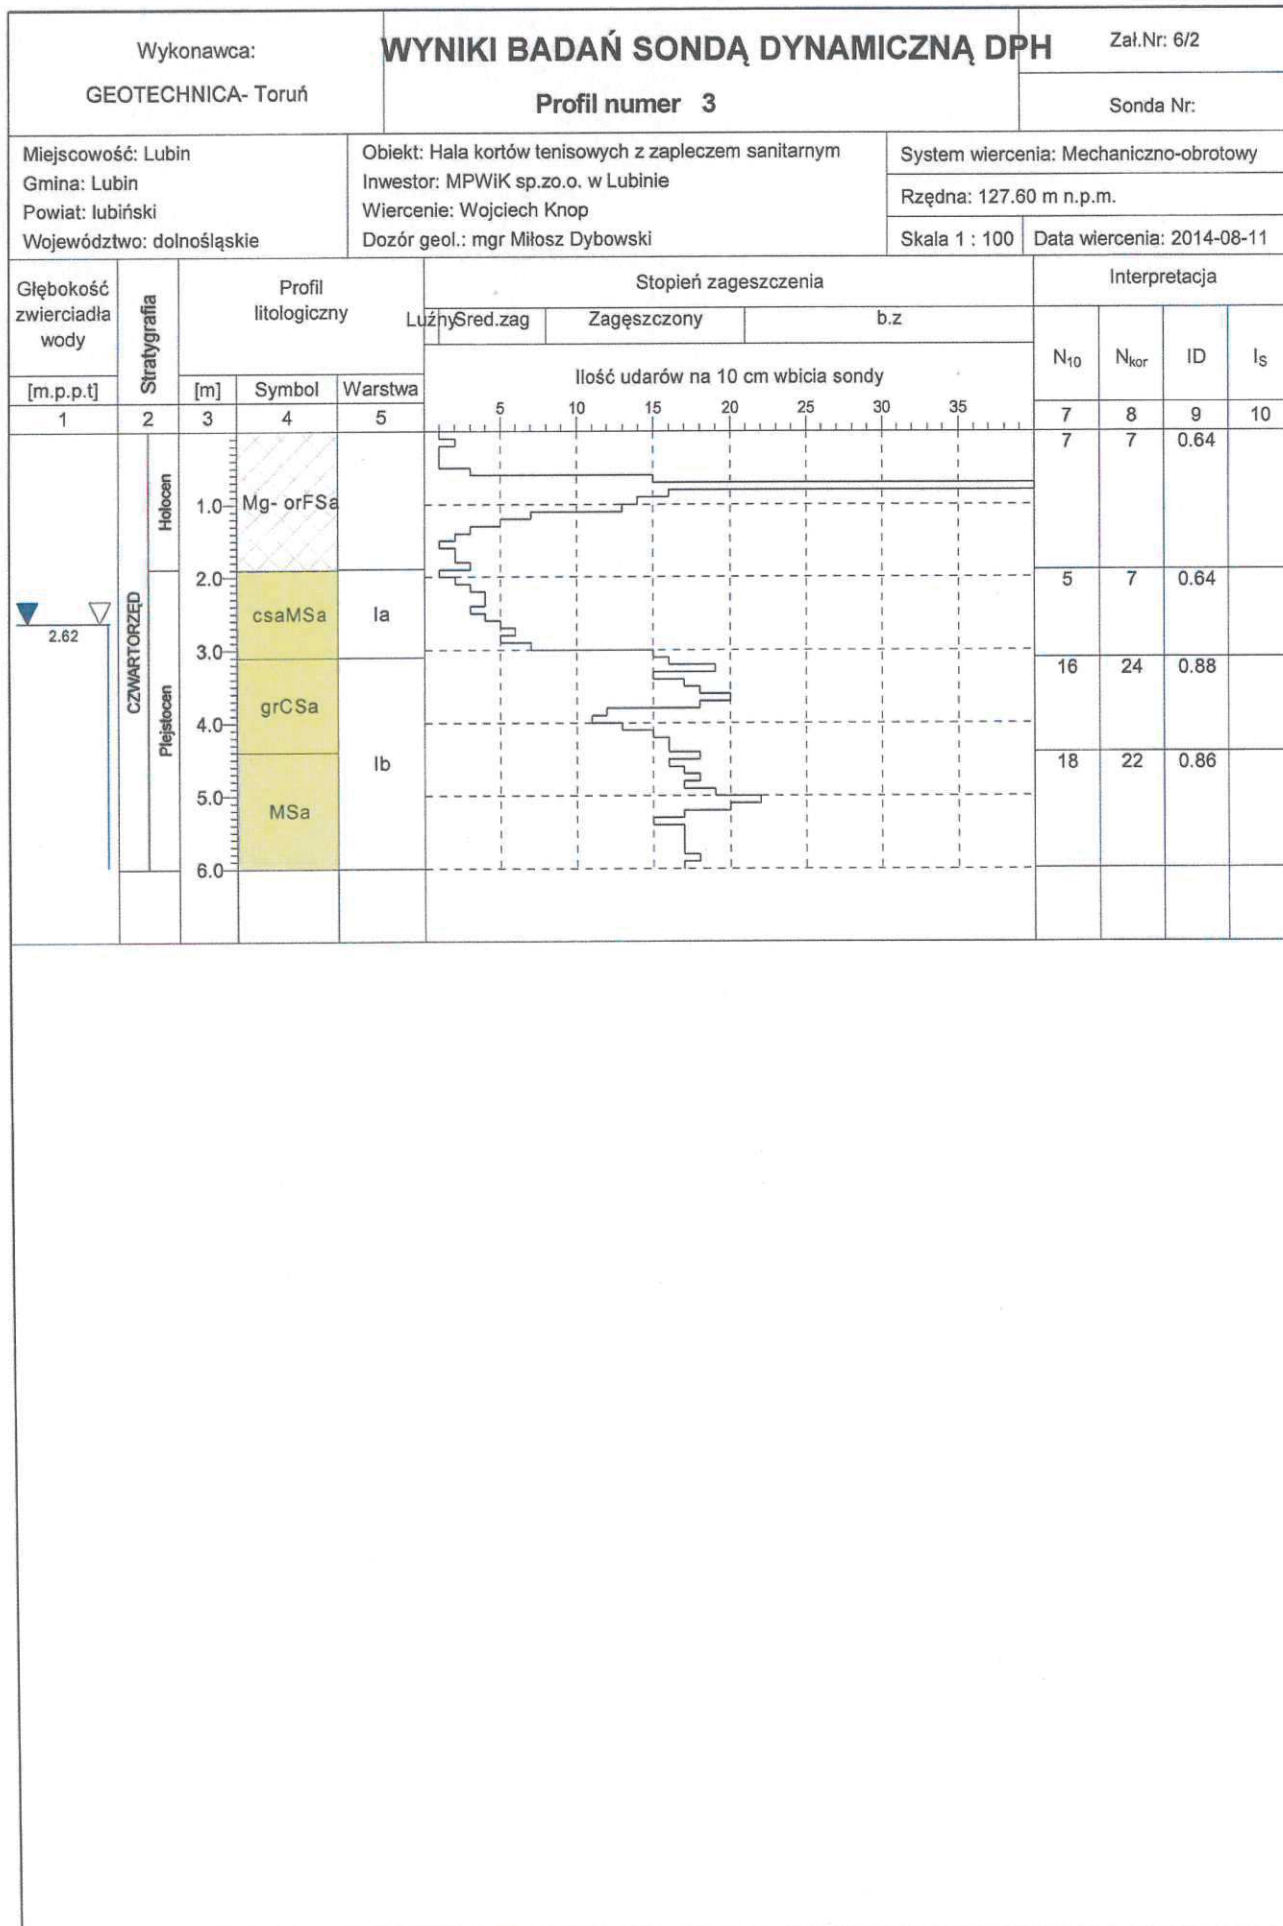 Wykonawca:
GEOTECHNICA- Toruń
WYNIKI BADAŃ SONDĄ DYNAMICZNĄ DPH
Profil numer 3
Zał.Nr: 6/2
Sonda Nr:
Miejscowość: Lubin
Gmina: Lubin
Powiat: lubiński
Województwo: dolnośląskie
Obiekt: Hala kortów tenisowych z zapleczem sanitarnym
Inwestor: MPWiK sp.zo.o. w Lubinie
Wiercenie: Wojciech Knop
Dozór geol.: mgr Miłosz Dybowski
System wiercenia: Mechaniczno-obrotowy
Rzędna: 127.60 m n.p.m.
Skala 1 : 100
Data wiercenia: 2014-08-11
Głębokość
zwierciadła
wody
[m.p.p.t]
Stratygrafia
Profil
litologiczny
[m] Symbol Warstwa
Stopień zageszczenia
Luźny Sred.zag Zagęszczony b.z
Ilość udarów na 10 cm wbicia sondy
5 10 15 20 25 30 35
Interpretacja
N10 Nkor ID IS
1 2 3 4 5 7 8 9 10
CZWARTORZĘD
Holocen
Plejstocen
2.62
1.0
2.0
3.0
4.0
5.0
6.0
Mg- orFSa
csaMSa
grCSa
MSa
Ia
Ib
7 7 0.64
5 7 0.64
16 24 0.88
18 22 0.86